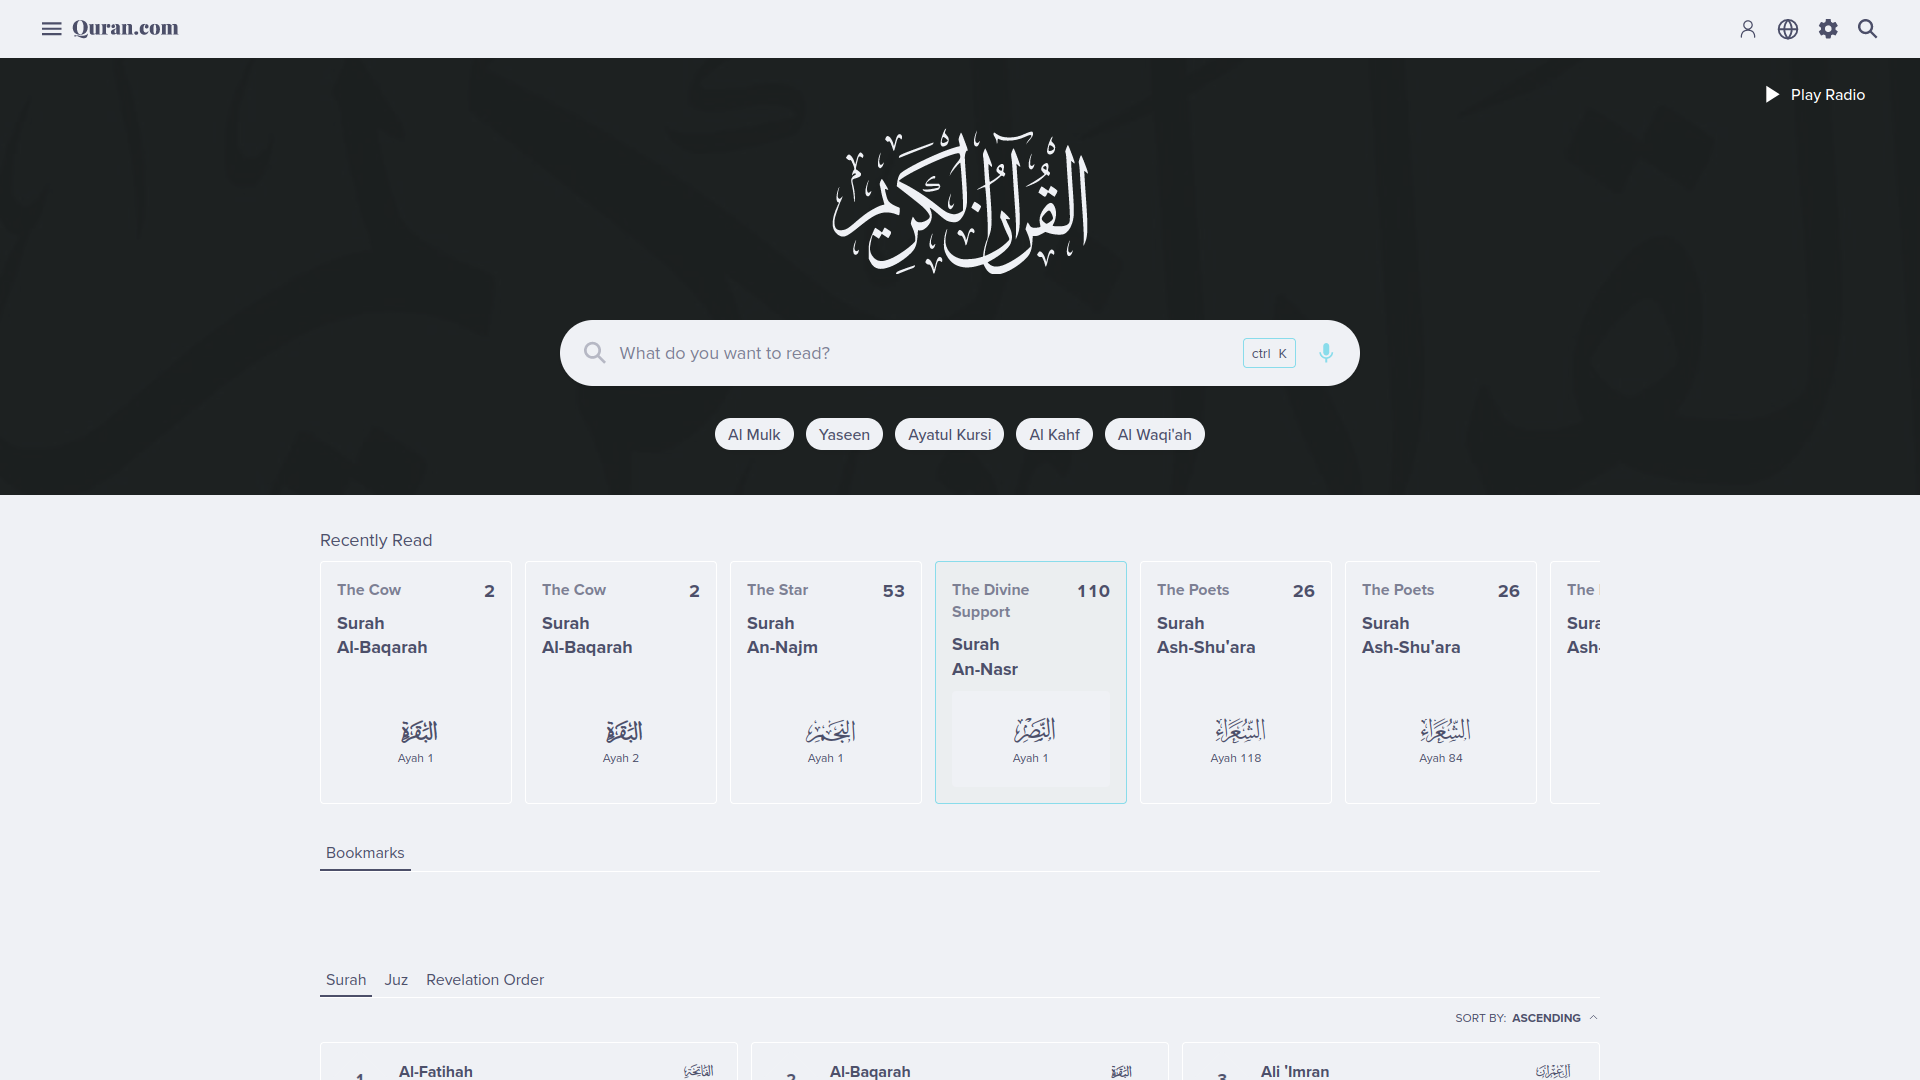 Quran.com
Play Radio
القرآن الكريم
What do you want to read?
ctrl K
Al Mulk
Yaseen
Ayatul Kursi
Al Kahf
Al Waqi'ah
Recently Read
The Cow 2
Surah
Al-Baqarah
البقرة
Ayah 1
The Cow 2
Surah
Al-Baqarah
البقرة
Ayah 2
The Star 53
Surah
An-Najm
النجم
Ayah 1
The Divine 110
Support
Surah
An-Nasr
النصر
Ayah 1
The Poets 26
Surah
Ash-Shu'ara
الشعراء
Ayah 118
The Poets 26
Surah
Ash-Shu'ara
الشعراء
Ayah 84
The
Sura
Ash-
Bookmarks
Surah Juz Revelation Order
SORT BY: ASCENDING
1 Al-Fatihah الفاتحة
2 Al-Baqarah البقرة
3 Ali 'Imran آل عمران